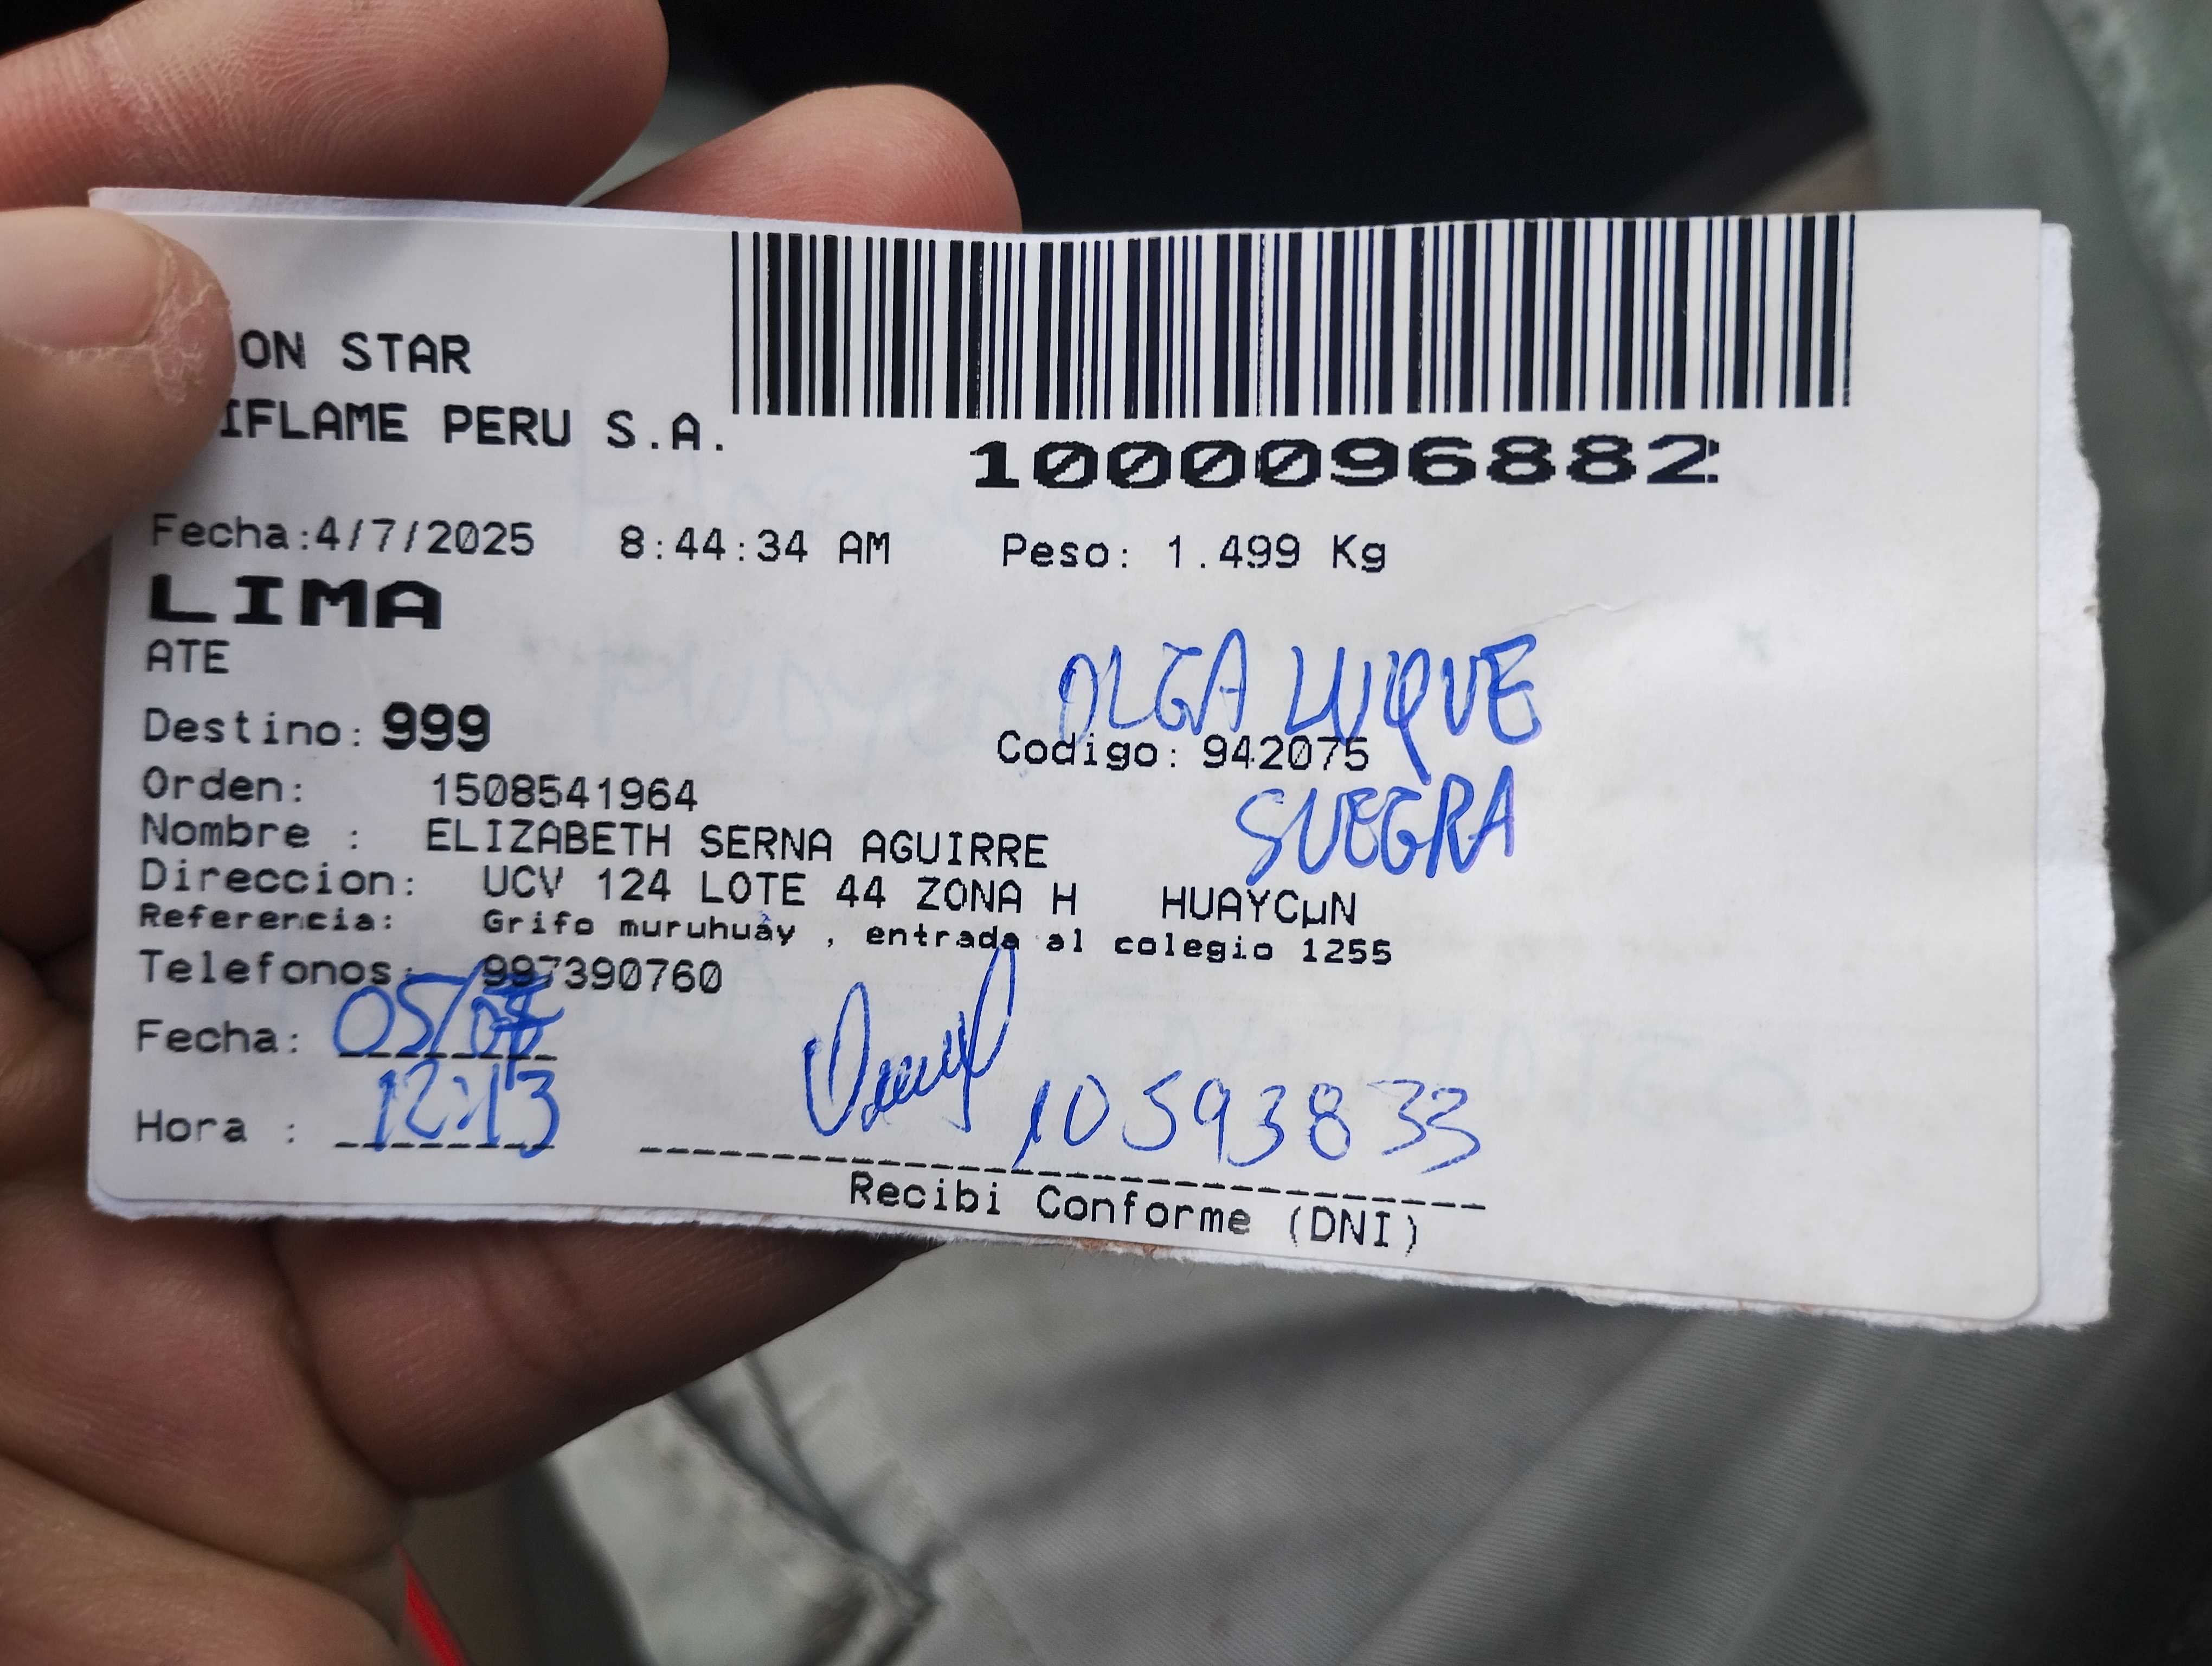 ON STAR
IFLAME PERU S.A.
1000096882
Fecha:4/7/2025 8:44:34 AM Peso: 1.499 Kg
LIMA
ATE
OLGA LUQUE
Destino: 999 Codigo: 942075
SUEGRA
Orden: 1508541964
Nombre : ELIZABETH SERNA AGUIRRE
Direccion: UCV 124 LOTE 44 ZONA H HUAYCµN
Referencia: Grifo muruhuay , entrada al colegio 1255
Telefonos: 997390760
Fecha: 05/07
Hora : 12:13
10593833
Recibi Conforme (DNI)